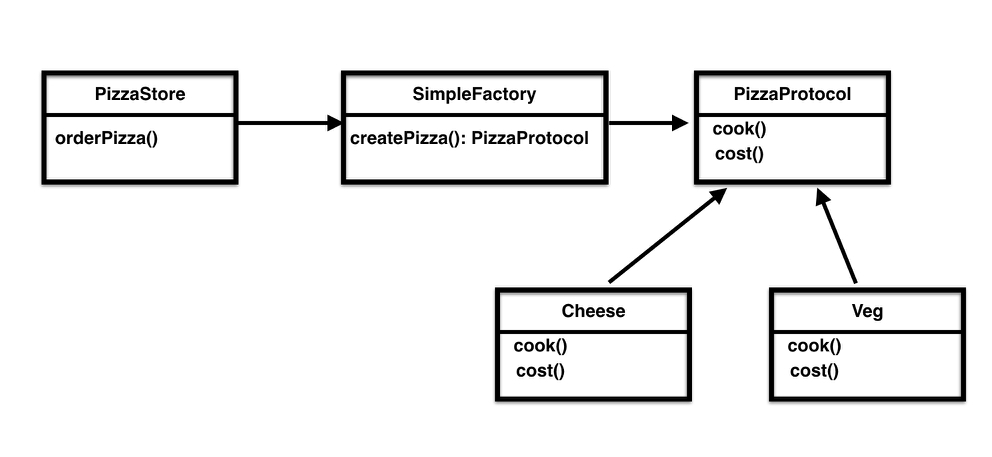 PizzaStore
orderPizza()
SimpleFactory
createPizza(): PizzaProtocol
PizzaProtocol
cook()
cost()
Cheese
cook()
cost()
Veg
cook()
cost()